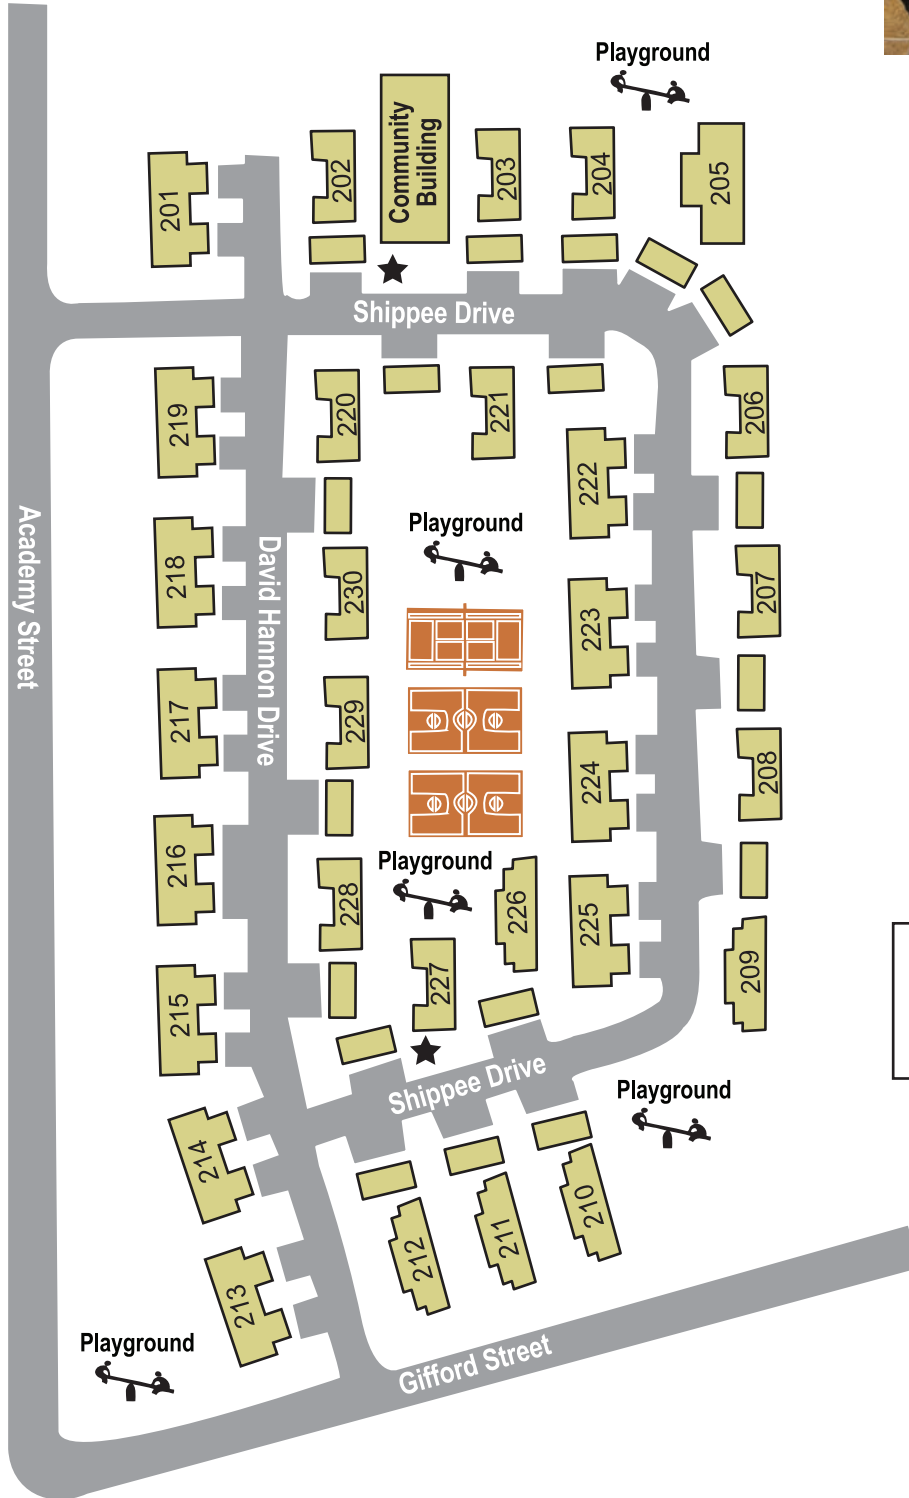 Playground
Community
Building
201
202
203
204
205
Shippee Drive
219
220
221
206
222
Academy Street
David Hannon Drive
Playground
218
230
223
207
217
229
224
208
216
Playground
228
226
225
215
227
209
Shippee Drive
Playground
214
210
211
212
213
Playground
Gifford Street